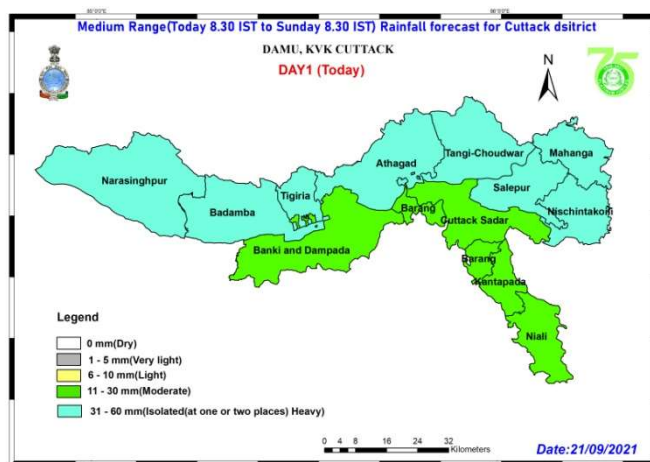 Medium Range(Today 8.30 IST to Sunday 8.30 IST) Rainfall forecast for Cuttack dsitrict
DAMU, KVK CUTTACK
DAY1 (Today)
N
75
Narasinghpur
Badamba
Tigiria
Athagad
Tangi-Choudwar
Mahanga
Salepur
Nischintakoili
Barang
Cuttack Sadar
Banki and Dampada
Barang
Kantapada
Niali
Legend
0 mm(Dry)
1 - 5 mm(Very light)
6 - 10 mm(Light)
11 - 30 mm(Moderate)
31 - 60 mm(Isolated(at one or two places) Heavy)
0 4 8 16 24 32
Kilometers
Date:21/09/2021